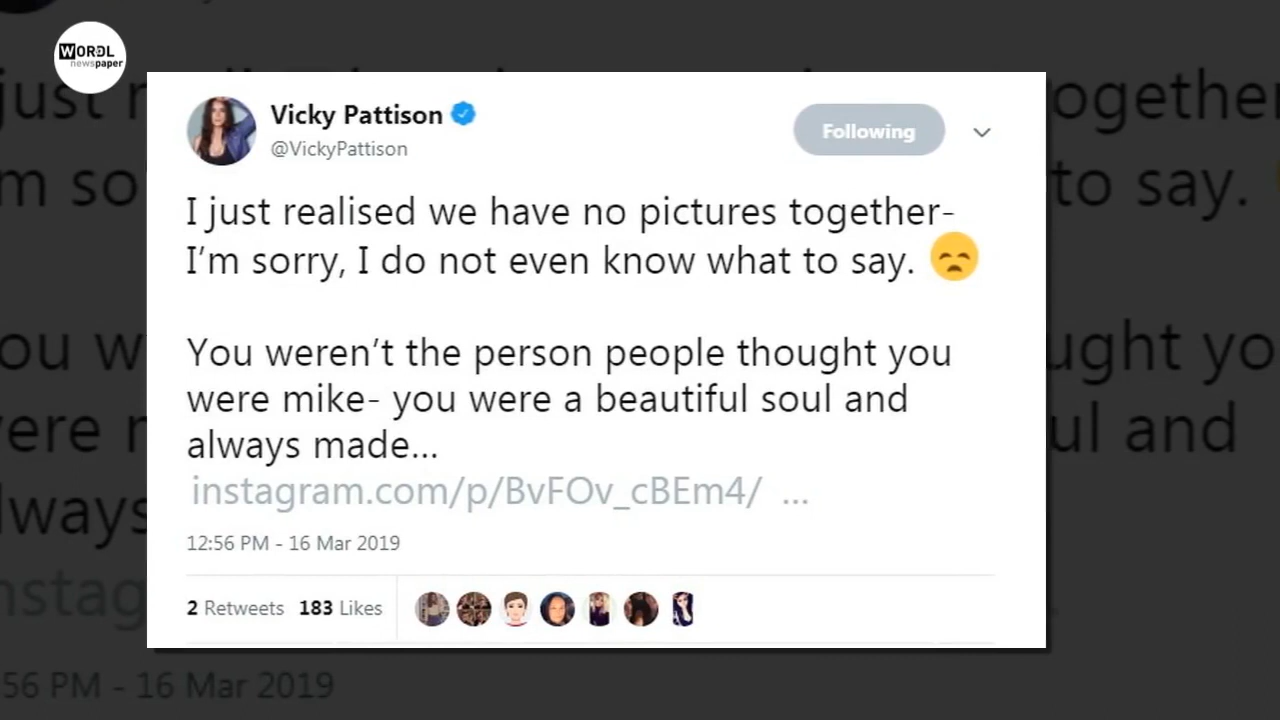 WORDL
newspaper
Vicky Pattison
@VickyPattison
Following
I just realised we have no pictures together-
I’m sorry, I do not even know what to say. 😞
You weren’t the person people thought you
were mike- you were a beautiful soul and
always made...
instagram.com/p/BvFOv_cBEm4/ ...
12:56 PM - 16 Mar 2019
2 Retweets 183 Likes